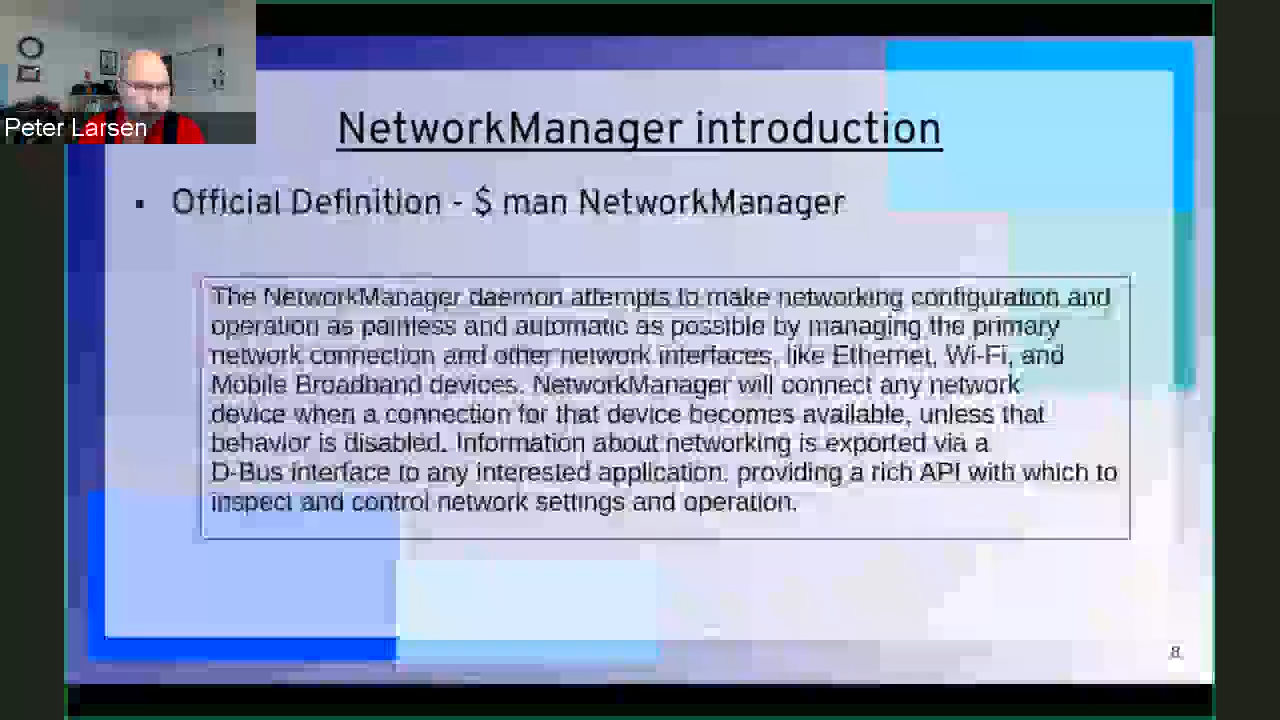 Peter Larsen
NetworkManager introduction
▪ Official Definition - $ man NetworkManager
The NetworkManager daemon attempts to make networking configuration and
operation as painless and automatic as possible by managing the primary
network connection and other network interfaces, like Ethernet, Wi-Fi, and
Mobile Broadband devices. NetworkManager will connect any network
device when a connection for that device becomes available, unless that
behavior is disabled. Information about networking is exported via a
D-Bus interface to any interested application, providing a rich API with which to
inspect and control network settings and operation.
8